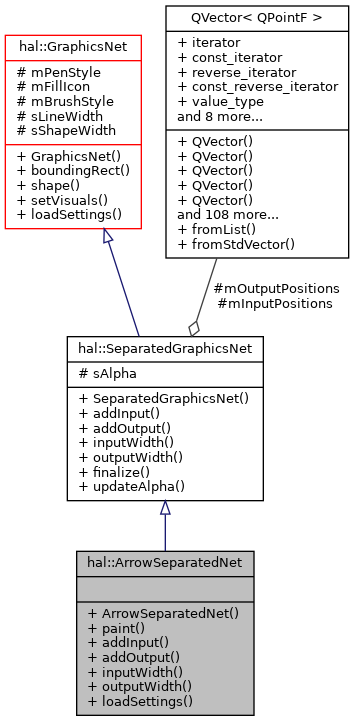 QVector< QPointF >
+ iterator
+ const_iterator
+ reverse_iterator
+ const_reverse_iterator
+ value_type
and 8 more...
+ QVector()
+ QVector()
+ QVector()
+ QVector()
+ QVector()
and 108 more...
+ fromList()
+ fromStdVector()
hal::GraphicsNet
# mPenStyle
# mFillIcon
# mBrushStyle
# sLineWidth
# sShapeWidth
+ GraphicsNet()
+ boundingRect()
+ shape()
+ setVisuals()
+ loadSettings()
#mOutputPositions
#mInputPositions
hal::SeparatedGraphicsNet
# sAlpha
+ SeparatedGraphicsNet()
+ addInput()
+ addOutput()
+ inputWidth()
+ outputWidth()
+ finalize()
+ updateAlpha()
hal::ArrowSeparatedNet
+ ArrowSeparatedNet()
+ paint()
+ addInput()
+ addOutput()
+ inputWidth()
+ outputWidth()
+ loadSettings()